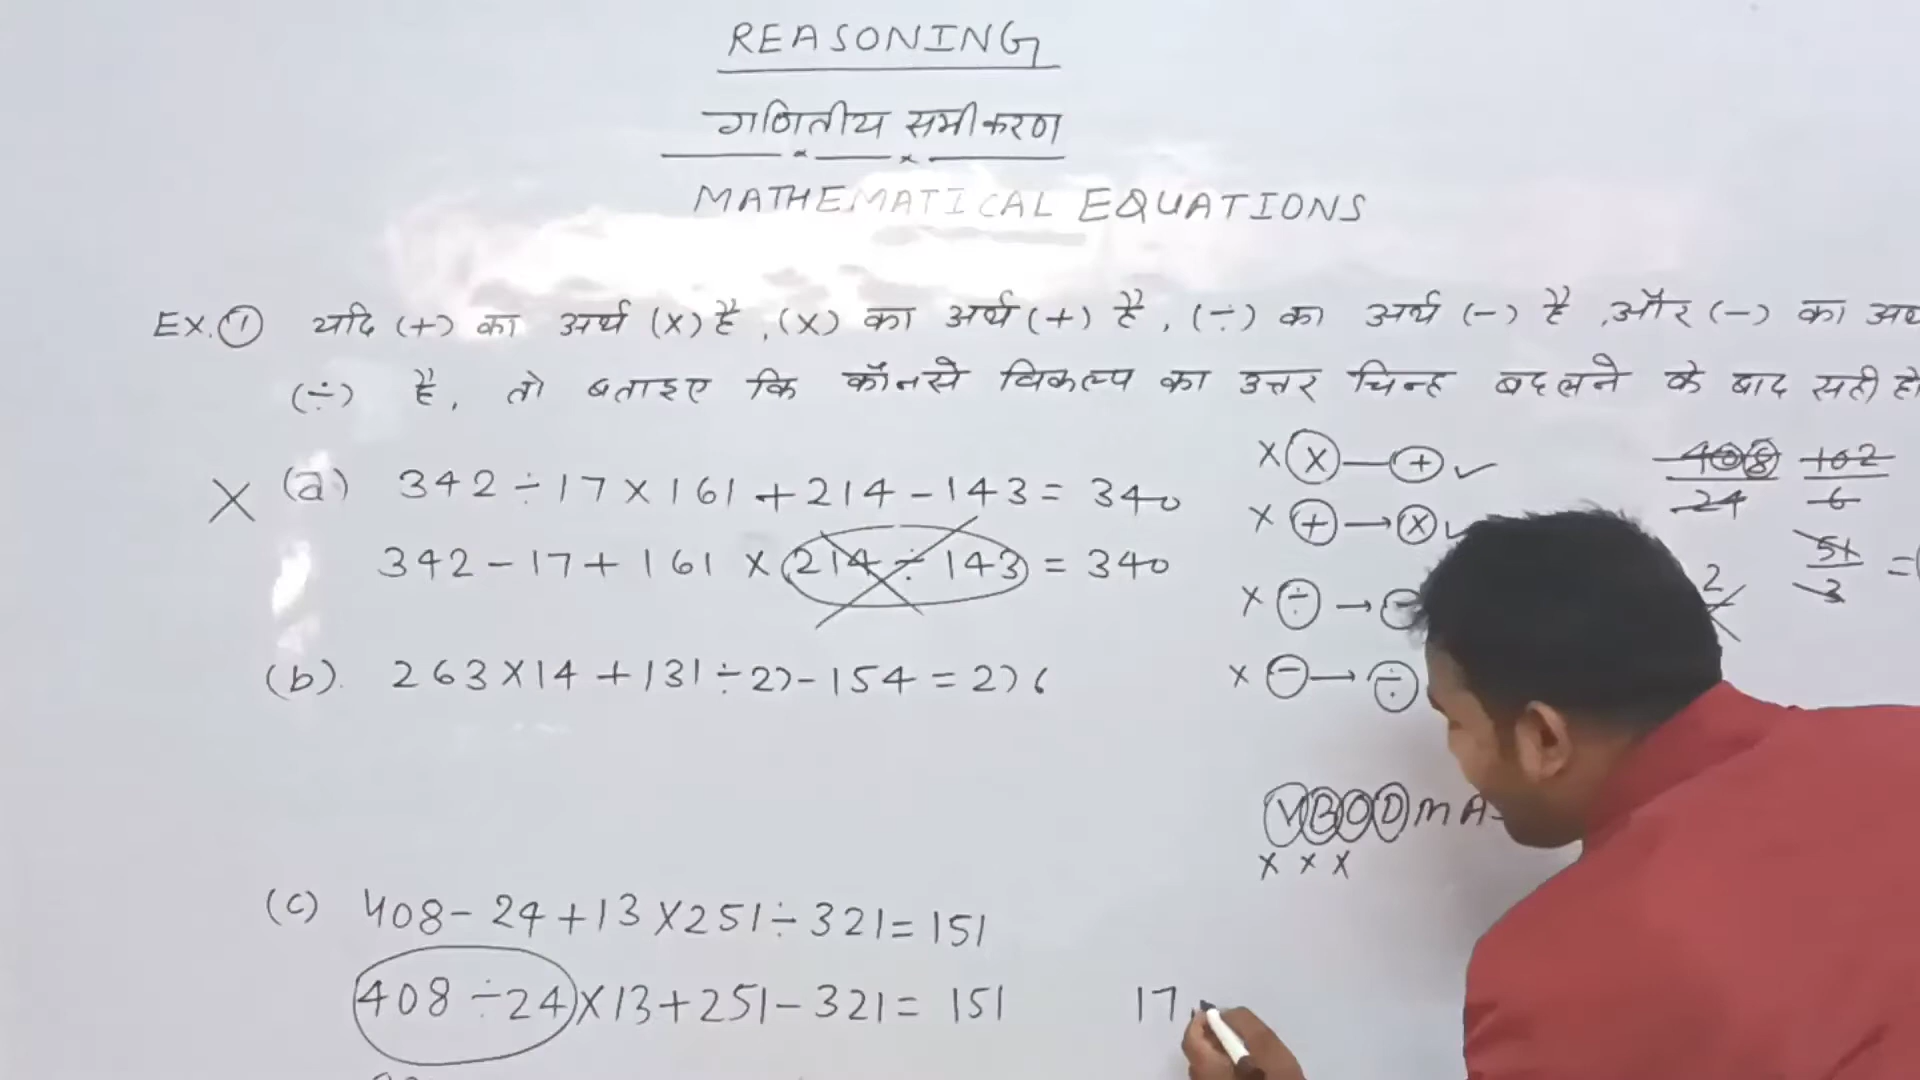 REASONING
गणितीय समीकरण
MATHEMATICAL EQUATIONS
EX.① यदि (+) का अर्थ (x) है, (x) का अर्थ (+) है, (÷) का अर्थ (-) है, और (-) का
(÷) है, तो बताइए कि कौनसे विकल्प का उत्तर चिन्ह बदलने के बाद सही
X (a) 342 ÷ 17 X 161 + 214 - 143 = 340
342 - 17 + 161 X 214 ÷ 143 = 340
(b). 263 X 14 + 131 ÷ 27 - 154 = 276
(c) 408 - 24 + 13 X 251 ÷ 321 = 151
408 ÷ 24 X 13 + 251 - 321 = 151
17
X (x) — (+) ✓
X (+) → (x) ✓
X (÷) →
X (-) → (÷)
VBODMA
X X X
408 102
24 6
51
3 =
2